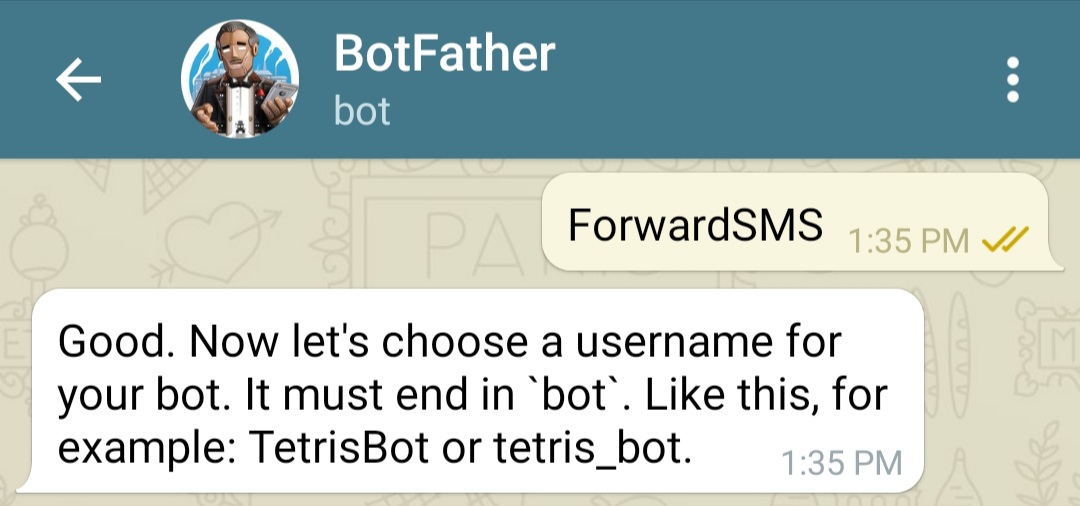 BotFather
bot
ForwardSMS
1:35 PM
Good. Now let's choose a username for
your bot. It must end in `bot`. Like this, for
example: TetrisBot or tetris_bot.
1:35 PM